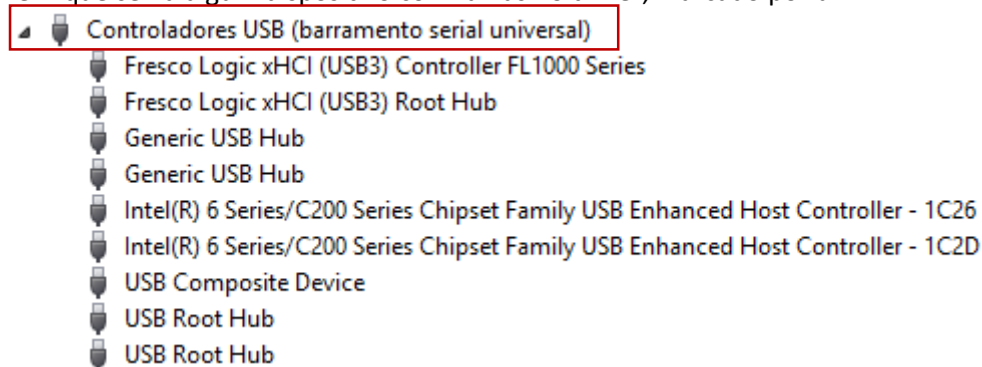 Controladores USB (barramento serial universal)
Fresco Logic xHCI (USB3) Controller FL1000 Series
Fresco Logic xHCI (USB3) Root Hub
Generic USB Hub
Generic USB Hub
Intel(R) 6 Series/C200 Series Chipset Family USB Enhanced Host Controller - 1C26
Intel(R) 6 Series/C200 Series Chipset Family USB Enhanced Host Controller - 1C2D
USB Composite Device
USB Root Hub
USB Root Hub